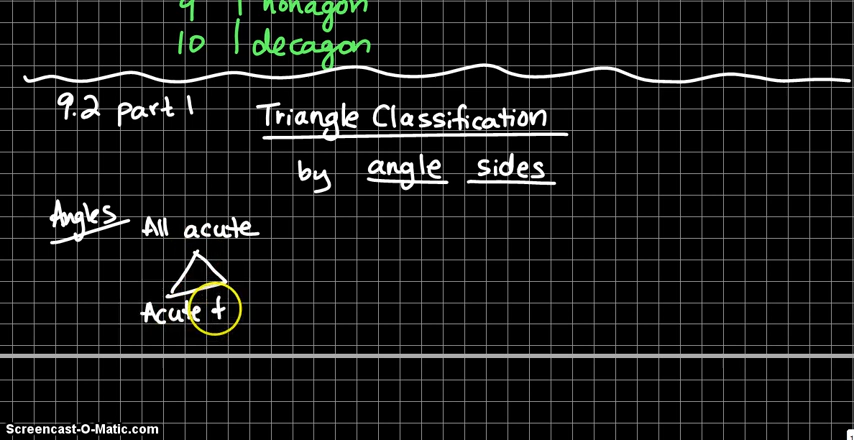 9 | nonagon
10 | decagon
9.2 part 1
Triangle Classification
by angle sides
Angles
All acute
Acute t
Screencast-O-Matic.com